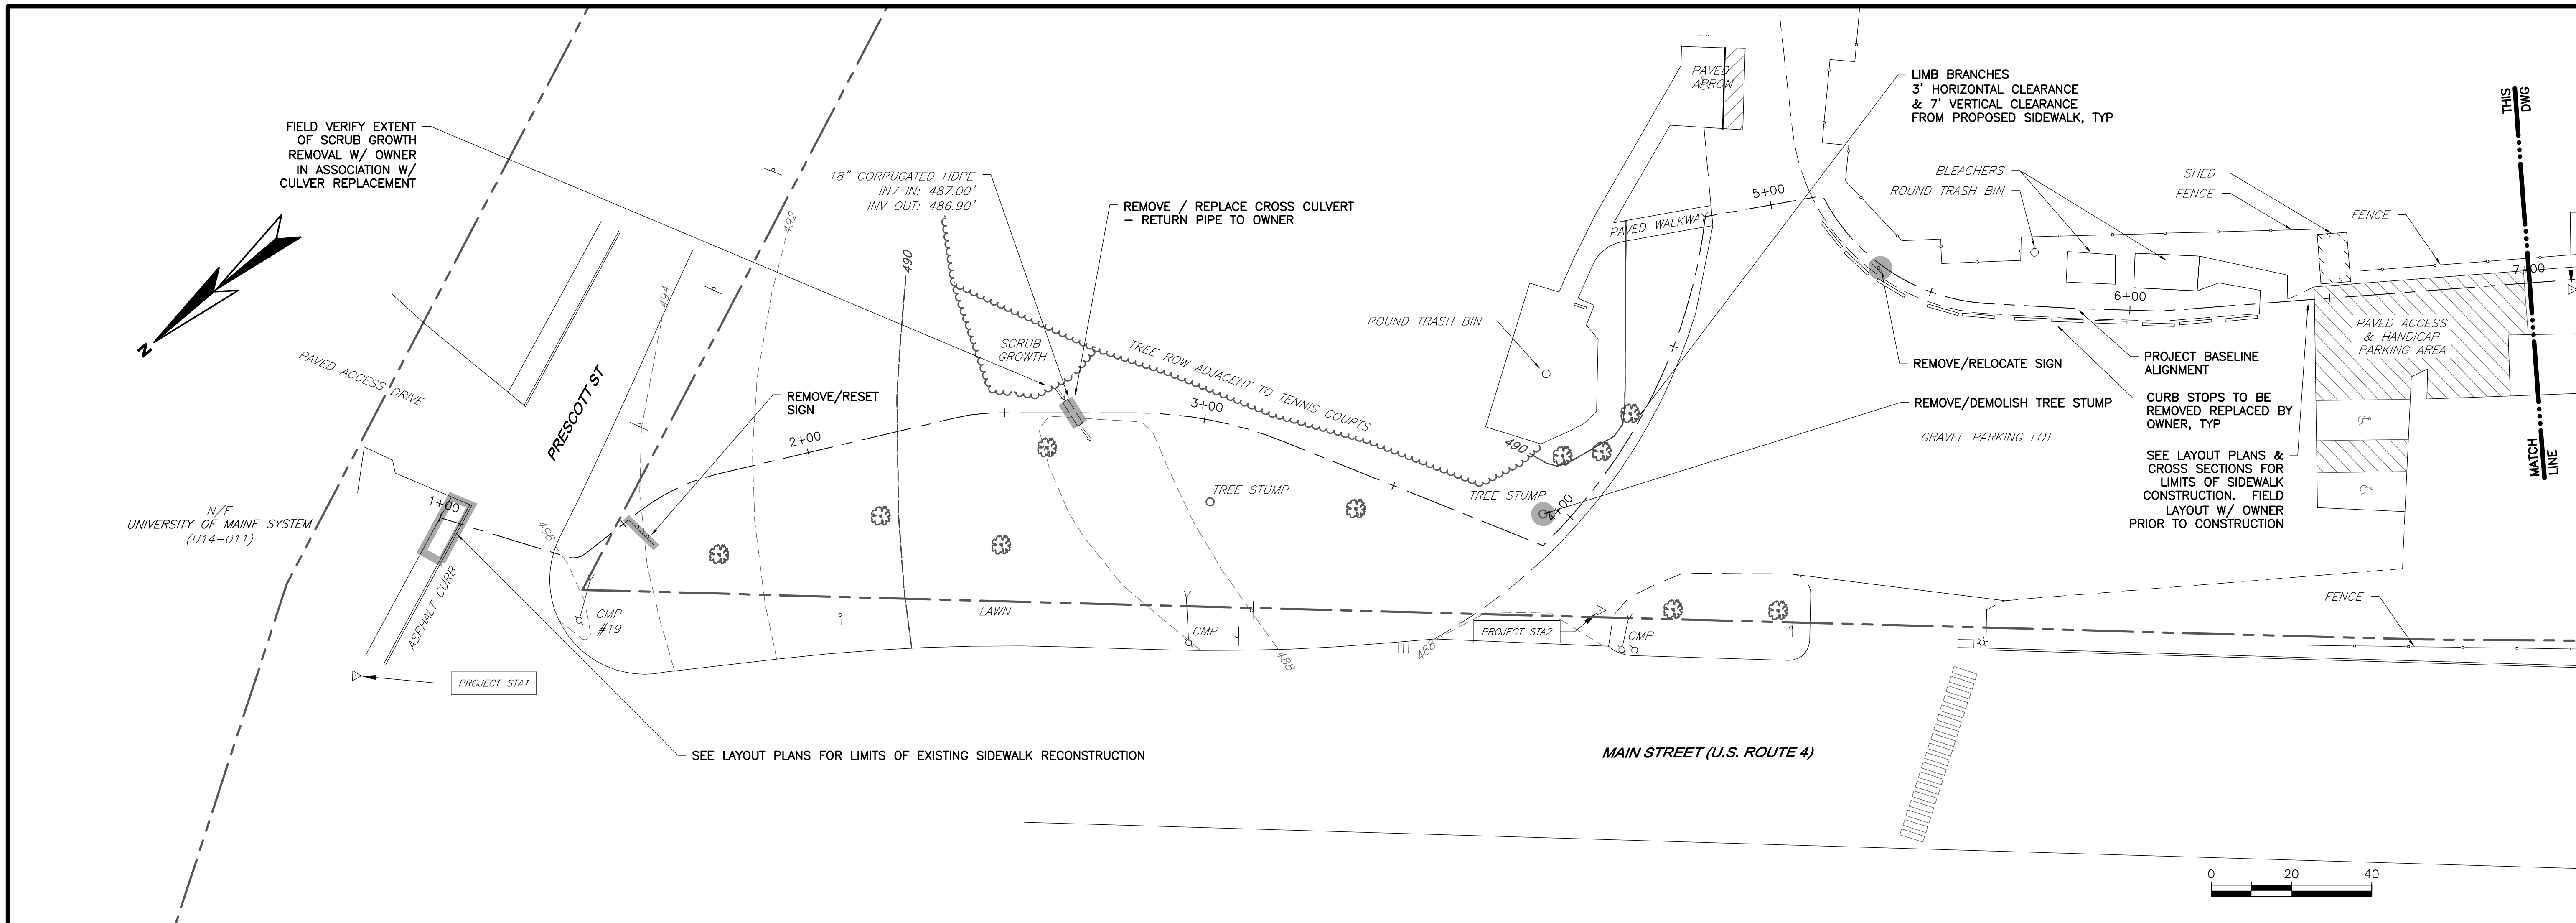 FIELD VERIFY EXTENT
OF SCRUB GROWTH
REMOVAL W/ OWNER
IN ASSOCIATION W/
CULVER REPLACEMENT
N
PAVED ACCESS DRIVE
PRESCOTT ST
N/F
UNIVERSITY OF MAINE SYSTEM
(U14-011)
1+00
ASPHALT CURB
PROJECT STA1
496
494
492
490
REMOVE/RESET
SIGN
2+00
CMP
#19
18" CORRUGATED HDPE
INV IN: 487.00'
INV OUT: 486.90'
REMOVE / REPLACE CROSS CULVERT
– RETURN PIPE TO OWNER
SCRUB
GROWTH
TREE ROW ADJACENT TO TENNIS COURTS
3+00
TREE STUMP
LAWN
CMP
488
488
SEE LAYOUT PLANS FOR LIMITS OF EXISTING SIDEWALK RECONSTRUCTION
ROUND TRASH BIN
490
TREE STUMP
4+00
PROJECT STA2
CMP
MAIN STREET (U.S. ROUTE 4)
PAVED
APRON
PAVED WALKWAY
5+00
LIMB BRANCHES
3' HORIZONTAL CLEARANCE
& 7' VERTICAL CLEARANCE
FROM PROPOSED SIDEWALK, TYP
BLEACHERS
ROUND TRASH BIN
SHED
FENCE
FENCE
6+00
7+00
REMOVE/RELOCATE SIGN
REMOVE/DEMOLISH TREE STUMP
GRAVEL PARKING LOT
PROJECT BASELINE
ALIGNMENT
CURB STOPS TO BE
REMOVED REPLACED BY
OWNER, TYP
SEE LAYOUT PLANS &
CROSS SECTIONS FOR
LIMITS OF SIDEWALK
CONSTRUCTION. FIELD
LAYOUT W/ OWNER
PRIOR TO CONSTRUCTION
PAVED ACCESS
& HANDICAP
PARKING AREA
THIS
DWG
MATCH
LINE
FENCE
0 20 40